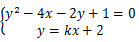 y² − 4x − 2y + 1 = 0
y = kx + 2